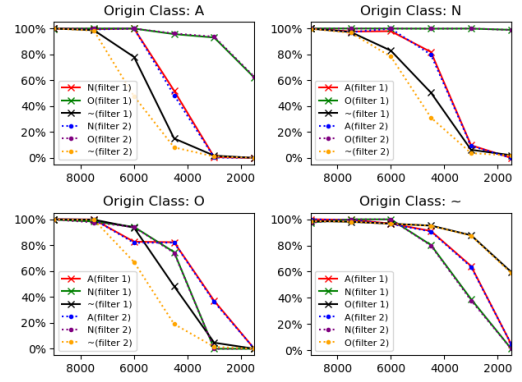 Origin Class: A
100%
80%
60%
40%
20%
0%
N(filter 1)
O(filter 1)
~(filter 1)
N(filter 2)
O(filter 2)
~(filter 2)
8000 6000 4000 2000
Origin Class: N
100%
80%
60%
40%
20%
0%
A(filter 1)
O(filter 1)
~(filter 1)
A(filter 2)
O(filter 2)
~(filter 2)
8000 6000 4000 2000
Origin Class: O
100%
80%
60%
40%
20%
0%
A(filter 1)
N(filter 1)
~(filter 1)
A(filter 2)
N(filter 2)
~(filter 2)
8000 6000 4000 2000
Origin Class: ~
100%
80%
60%
40%
20%
0%
A(filter 1)
N(filter 1)
O(filter 1)
A(filter 2)
N(filter 2)
O(filter 2)
8000 6000 4000 2000